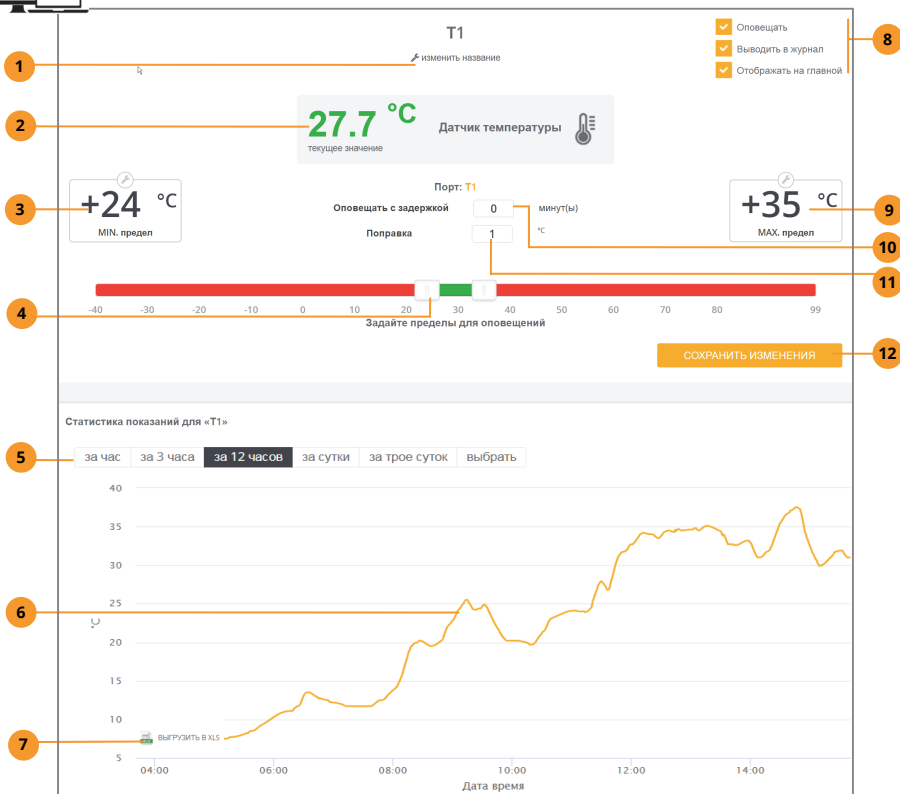 T1
изменить название
Оповещать
Выводить в журнал
Отображать на главной
8
1
2
27.7 °C
текущее значение
Датчик температуры
3
+24 °C
MIN. предел
Порт: T1
Оповещать с задержкой 0 минут(ы)
Поправка 1 °C
+35 °C
MAX. предел
9
10
11
4
-40 -30 -20 -10 0 10 20 30 40 50 60 70 80 99
Задайте пределы для оповещений
СОХРАНИТЬ ИЗМЕНЕНИЯ
12
Статистика показаний для «T1»
5
за час за 3 часа за 12 часов за сутки за трое суток выбрать
40
35
30
25
6
°C
20
15
10
7
ВЫГРУЗИТЬ В XLS
5
04:00 06:00 08:00 10:00 12:00 14:00
Дата время